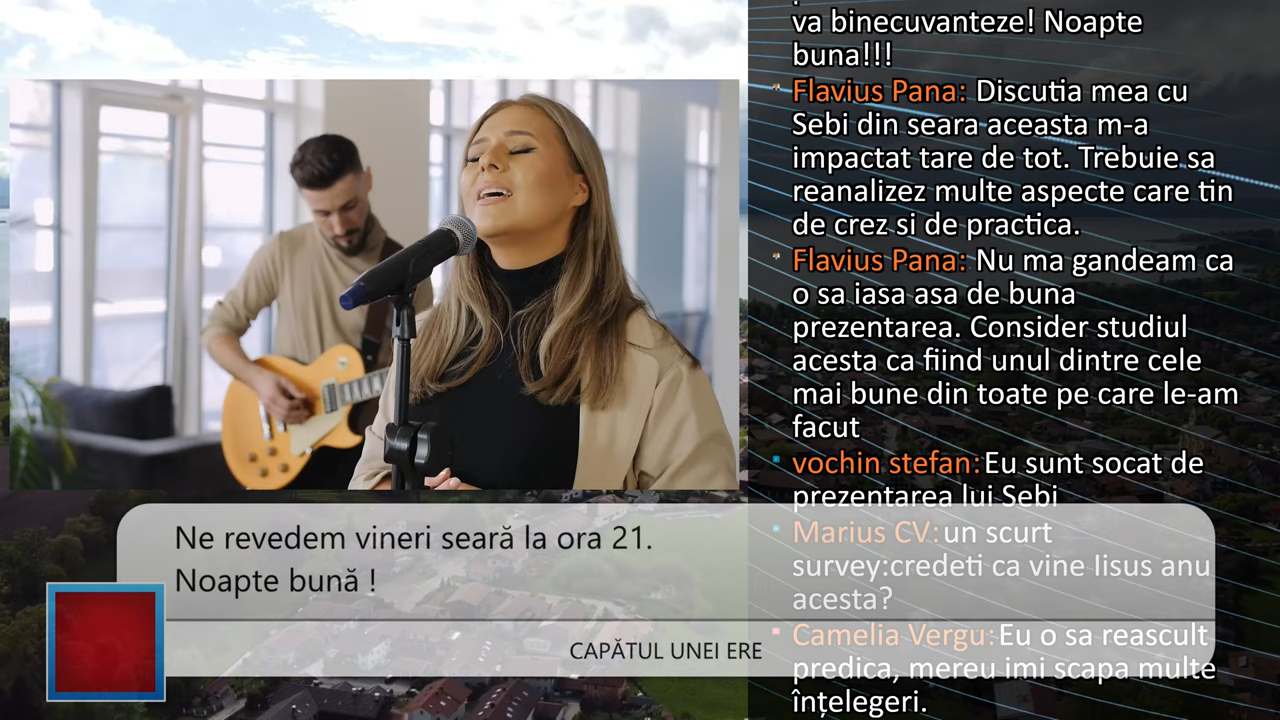 va binecuvanteze! Noapte
buna!!!
Flavius Pana: Discutia mea cu
Sebi din seara aceasta m-a
impactat tare de tot. Trebuie sa
reanalizez multe aspecte care tin
de crez si de practica.
Flavius Pana: Nu ma gandeam ca
o sa iasa asa de buna
prezentarea. Consider studiul
acesta ca fiind unul dintre cele
mai bune din toate pe care le-am
facut
vochin stefan: Eu sunt socat de
prezentarea lui Sebi
Marius CV: un scurt
survey:credeti ca vine Iisus anu
acesta?
Camelia Vergu: Eu o sa reascult
predica, mereu imi scapa multe
înțelegeri.
Ne revedem vineri seară la ora 21.
Noapte bună !
CAPĂTUL UNEI ERE